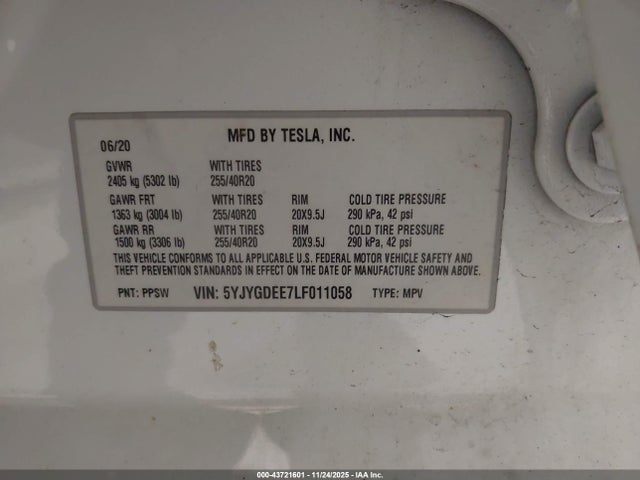 MFD BY TESLA, INC.
06/20
GVWR WITH TIRES
2405 kg (5302 lb) 255/40R20
GAWR FRT WITH TIRES RIM COLD TIRE PRESSURE
1363 kg (3004 lb) 255/40R20 20X9.5J 290 kPa, 42 psi
GAWR RR WITH TIRES RIM COLD TIRE PRESSURE
1500 kg (3306 lb) 255/40R20 20X9.5J 290 kPa, 42 psi
THIS VEHICLE CONFORMS TO ALL APPLICABLE U.S. FEDERAL MOTOR VEHICLE SAFETY AND
THEFT PREVENTION STANDARDS IN EFFECT ON THE DATE OF MANUFACTURE SHOWN ABOVE.
PNT: PPSW VIN: 5YJYGDEE7LF011058 TYPE: MPV
000-43721601 - 11/24/2025 - IAA Inc.